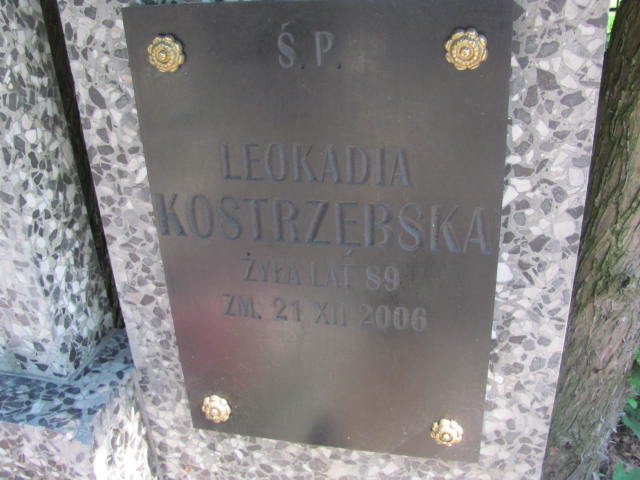 Ś.P.
LEOKADIA
KOSTRZĘBSKA
ŻYŁA LAT 89
ZM. 21 XII 2006